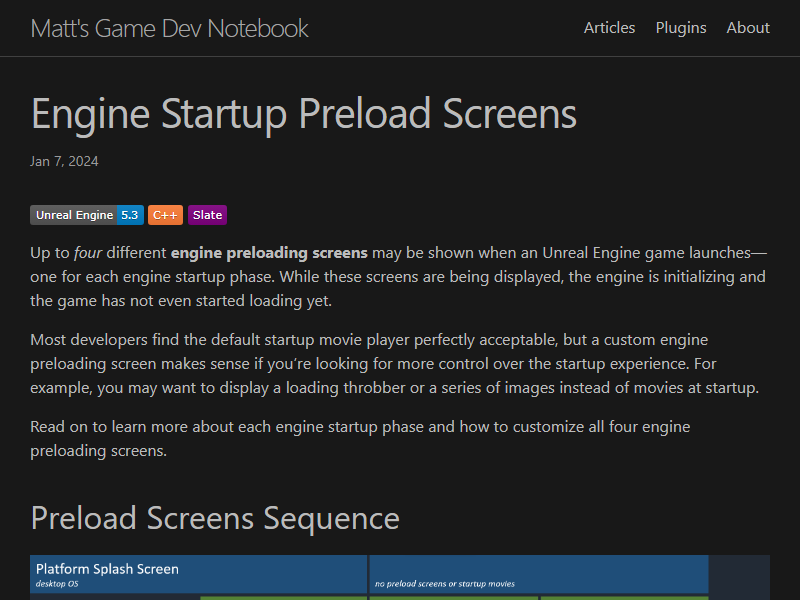 Matt's Game Dev Notebook
Articles Plugins About
Engine Startup Preload Screens
Jan 7, 2024
Unreal Engine 5.3 C++ Slate
Up to four different engine preloading screens may be shown when an Unreal Engine game launches—
one for each engine startup phase. While these screens are being displayed, the engine is initializing and
the game has not even started loading yet.
Most developers find the default startup movie player perfectly acceptable, but a custom engine
preloading screen makes sense if you’re looking for more control over the startup experience. For
example, you may want to display a loading throbber or a series of images instead of movies at startup.
Read on to learn more about each engine startup phase and how to customize all four engine
preloading screens.
Preload Screens Sequence
Platform Splash Screen
desktop OS
no preload screens or startup movies